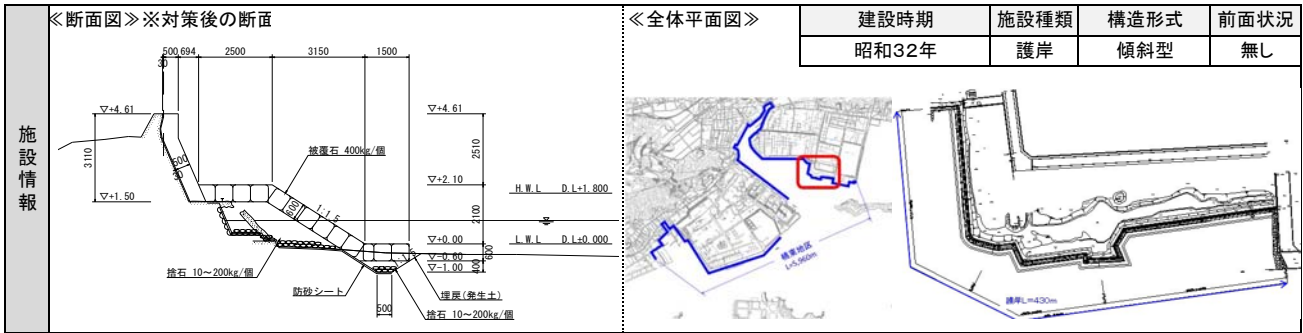 施設情報
≪断面図≫※対策後の断面
500 694 2500 3150 1500
30
▽+4.61
3110
▽+1.50
500
50
被覆石 400kg/個
600
1:1.5
▽+4.61
2510
▽+2.10
2100
H.W.L D.L+1.800
L.W.L D.L±0.000
▽+0.00
600
▽-0.60
400
▽-1.00
捨石 10～200kg/個
防砂シート
500
埋戻(発生土)
捨石 10～200kg/個
≪全体平面図≫
建設時期 施設種類 構造形式 前面状況
昭和32年 護岸 傾斜型 無し
L=5,960m
護岸L=430m